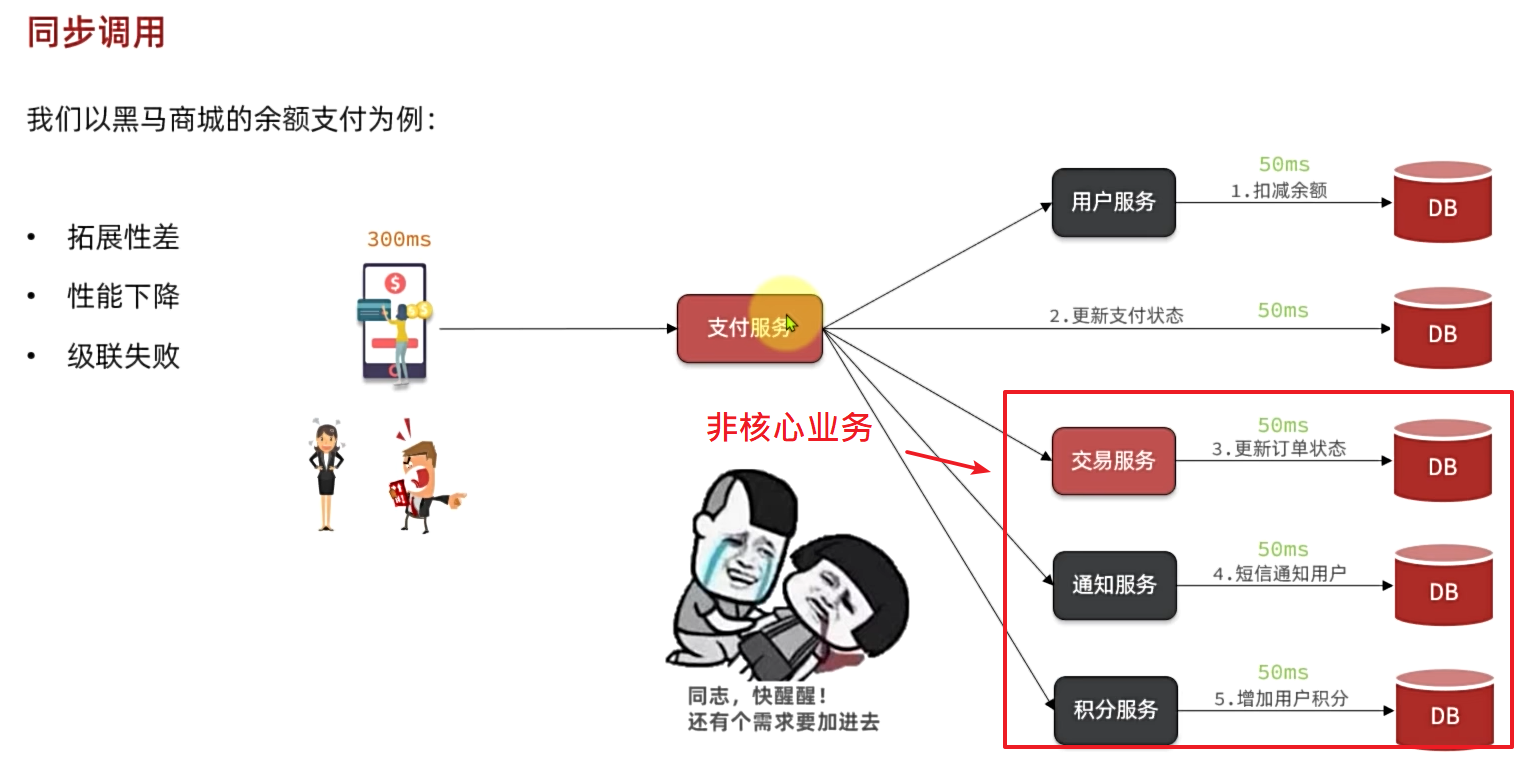 同步调用
我们以黑马商城的余额支付为例：
• 拓展性差
• 性能下降
• 级联失败
300ms
支付服务
用户服务
50ms
1.扣减余额
DB
2.更新支付状态
50ms
DB
非核心业务
交易服务
50ms
3.更新订单状态
DB
通知服务
50ms
4.短信通知用户
DB
积分服务
50ms
5.增加用户积分
DB
同志，快醒醒！
还有个需求要加进去